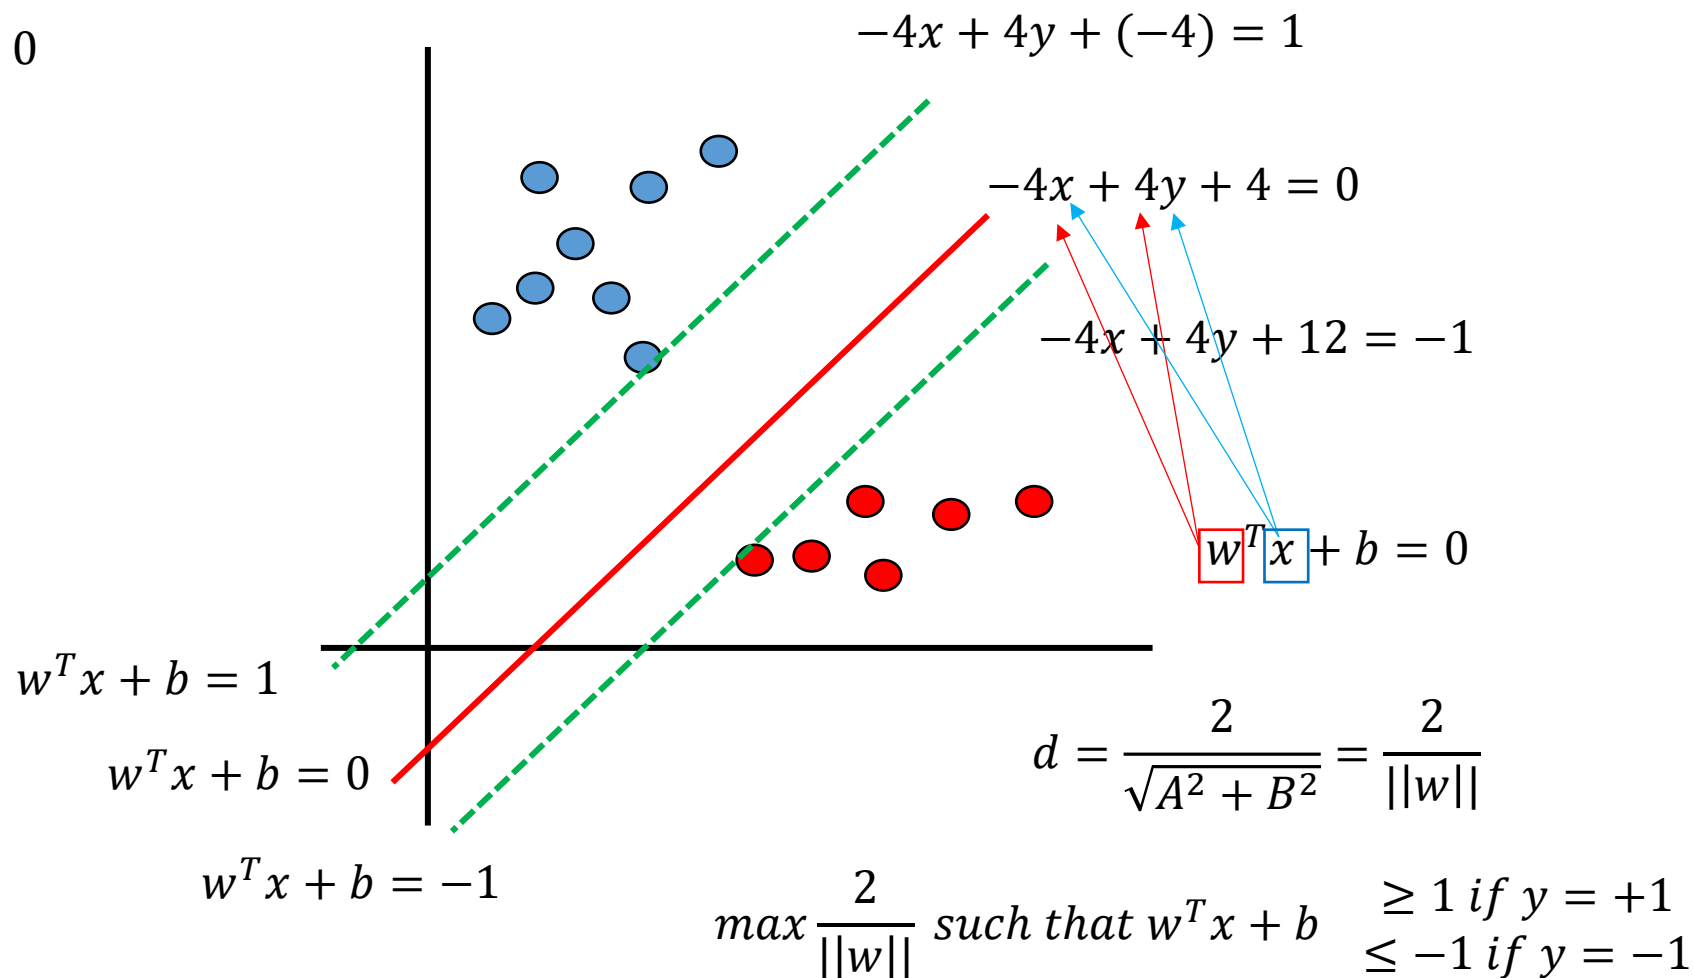 0
−4x + 4y + (−4) = 1
−4x + 4y + 4 = 0
−4x + 4y + 12 = −1
w^T x + b = 0
w^T x + b = 1
w^T x + b = 0
w^T x + b = −1
d = 2/√(A² + B²) = 2/||w||
max 2/||w|| such that w^T x + b
≥ 1 if y = +1
≤ −1 if y = −1